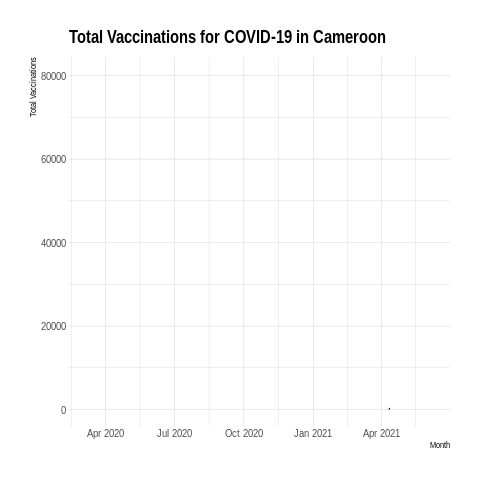 Total Vaccinations for COVID-19 in Cameroon
Total Vaccinations
80000
60000
40000
20000
0
Apr 2020 Jul 2020 Oct 2020 Jan 2021 Apr 2021
Month